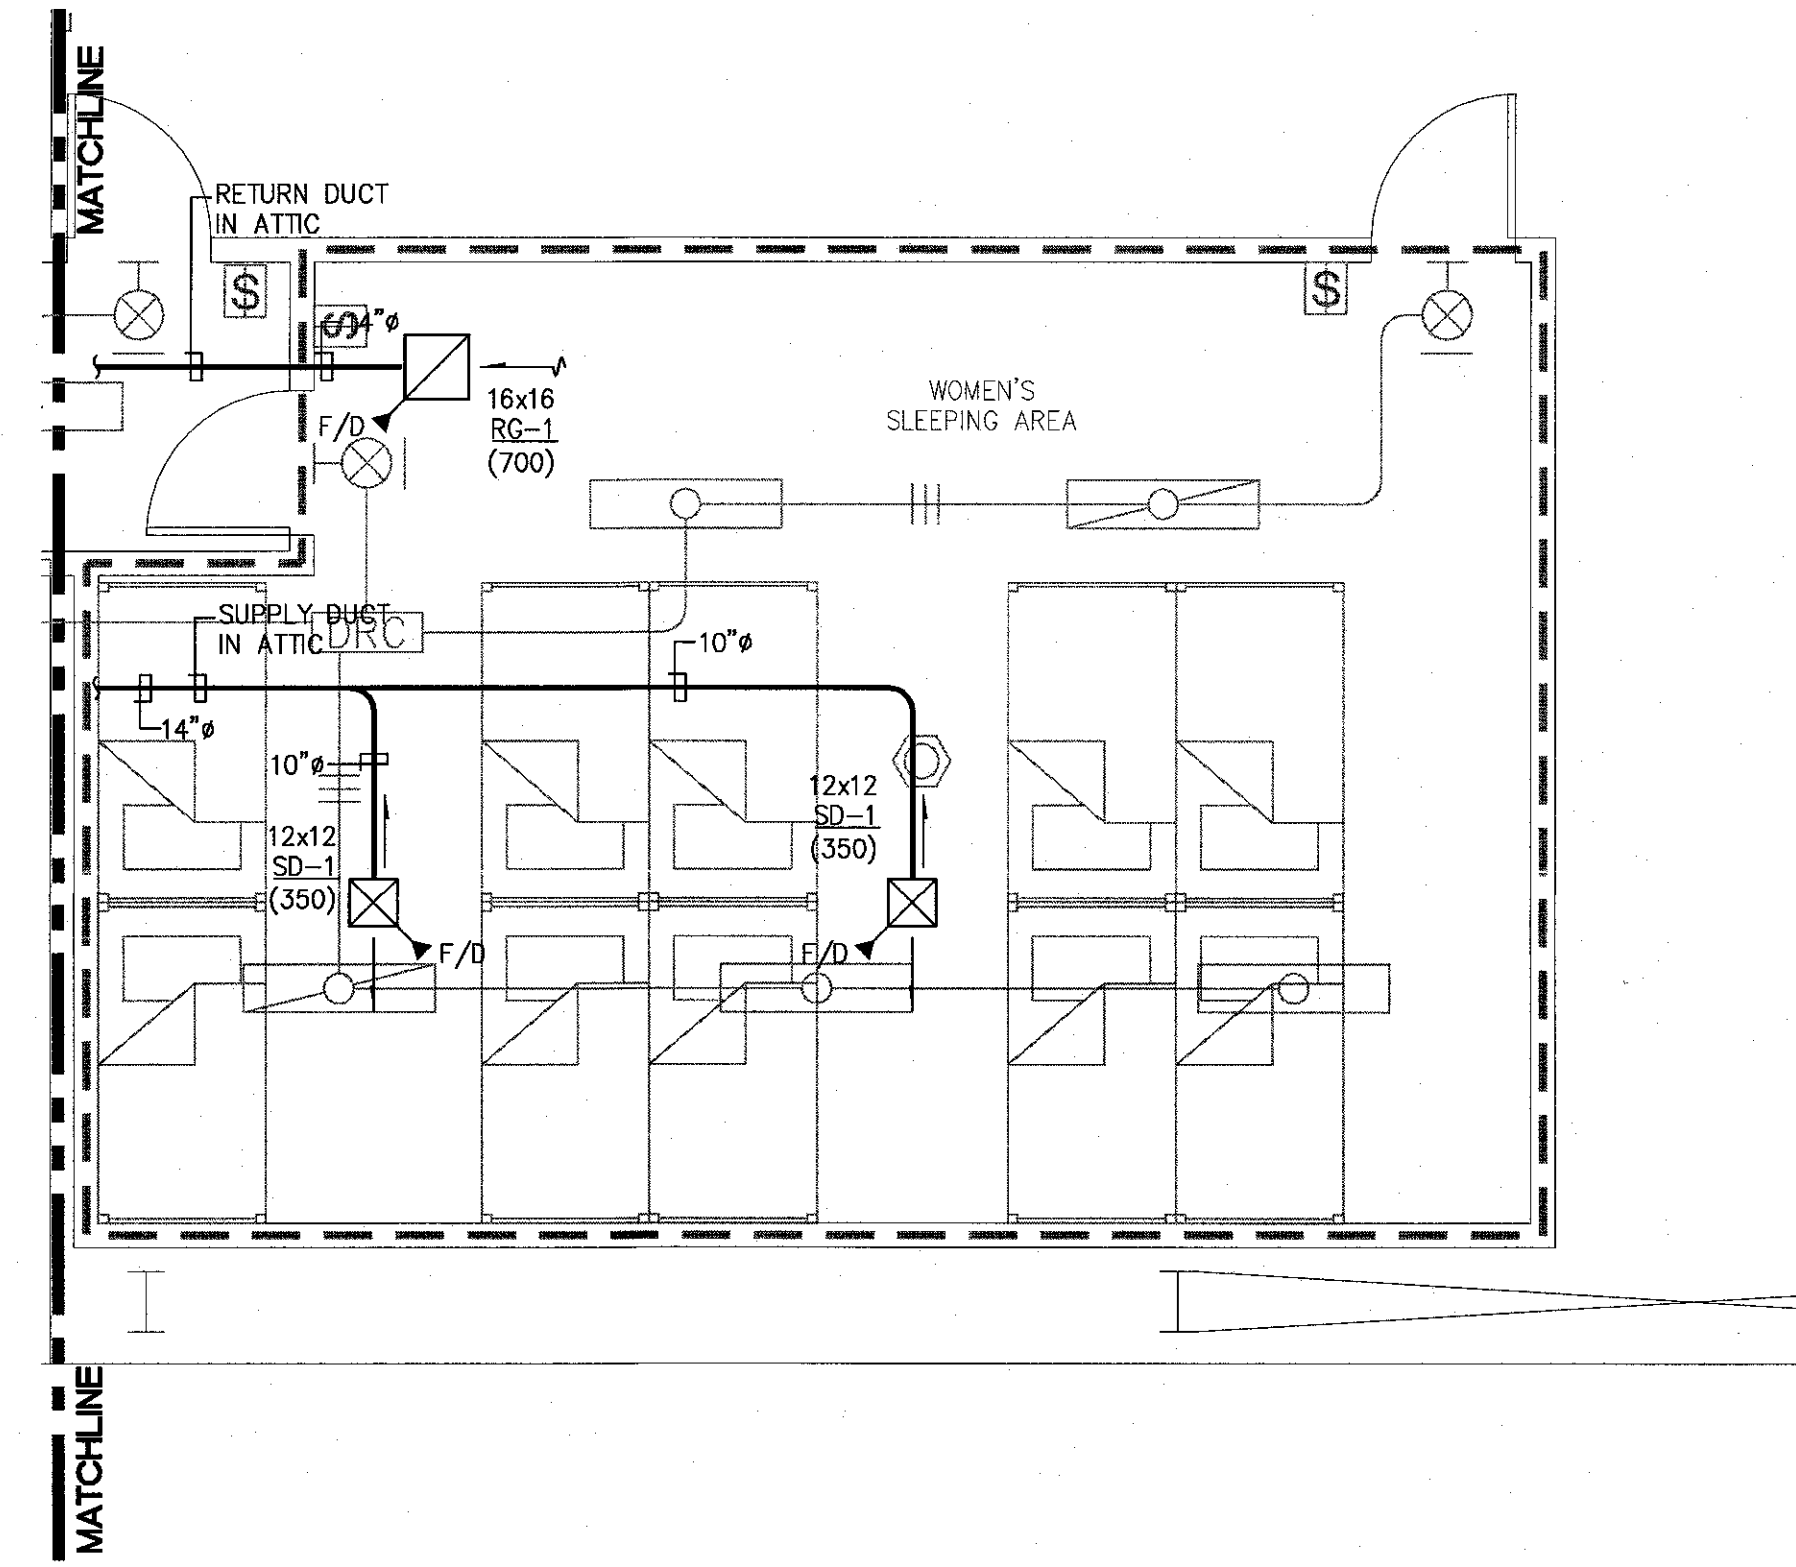 MATCHLINE
RETURN DUCT
IN ATTIC
$
$
$
14"ø
F/D
16x16
RG-1
(700)
WOMEN'S
SLEEPING AREA
SUPPLY DUCT
IN ATTIC
DRC
10"ø
14"ø
10"ø
12x12
SD-1
(350)
F/D
12x12
SD-1
(350)
F/D
MATCHLINE